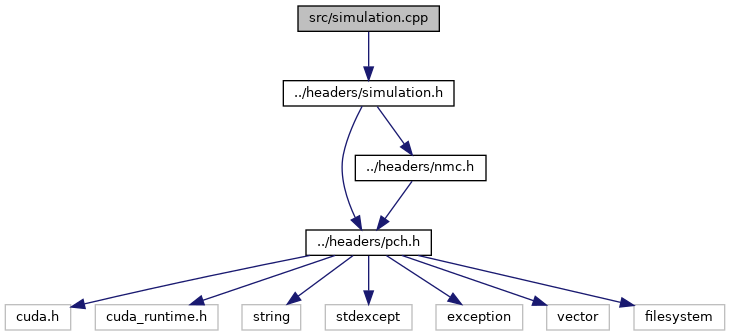 src/simulation.cpp
../headers/simulation.h
../headers/nmc.h
../headers/pch.h
cuda.h
cuda_runtime.h
string
stdexcept
exception
vector
filesystem